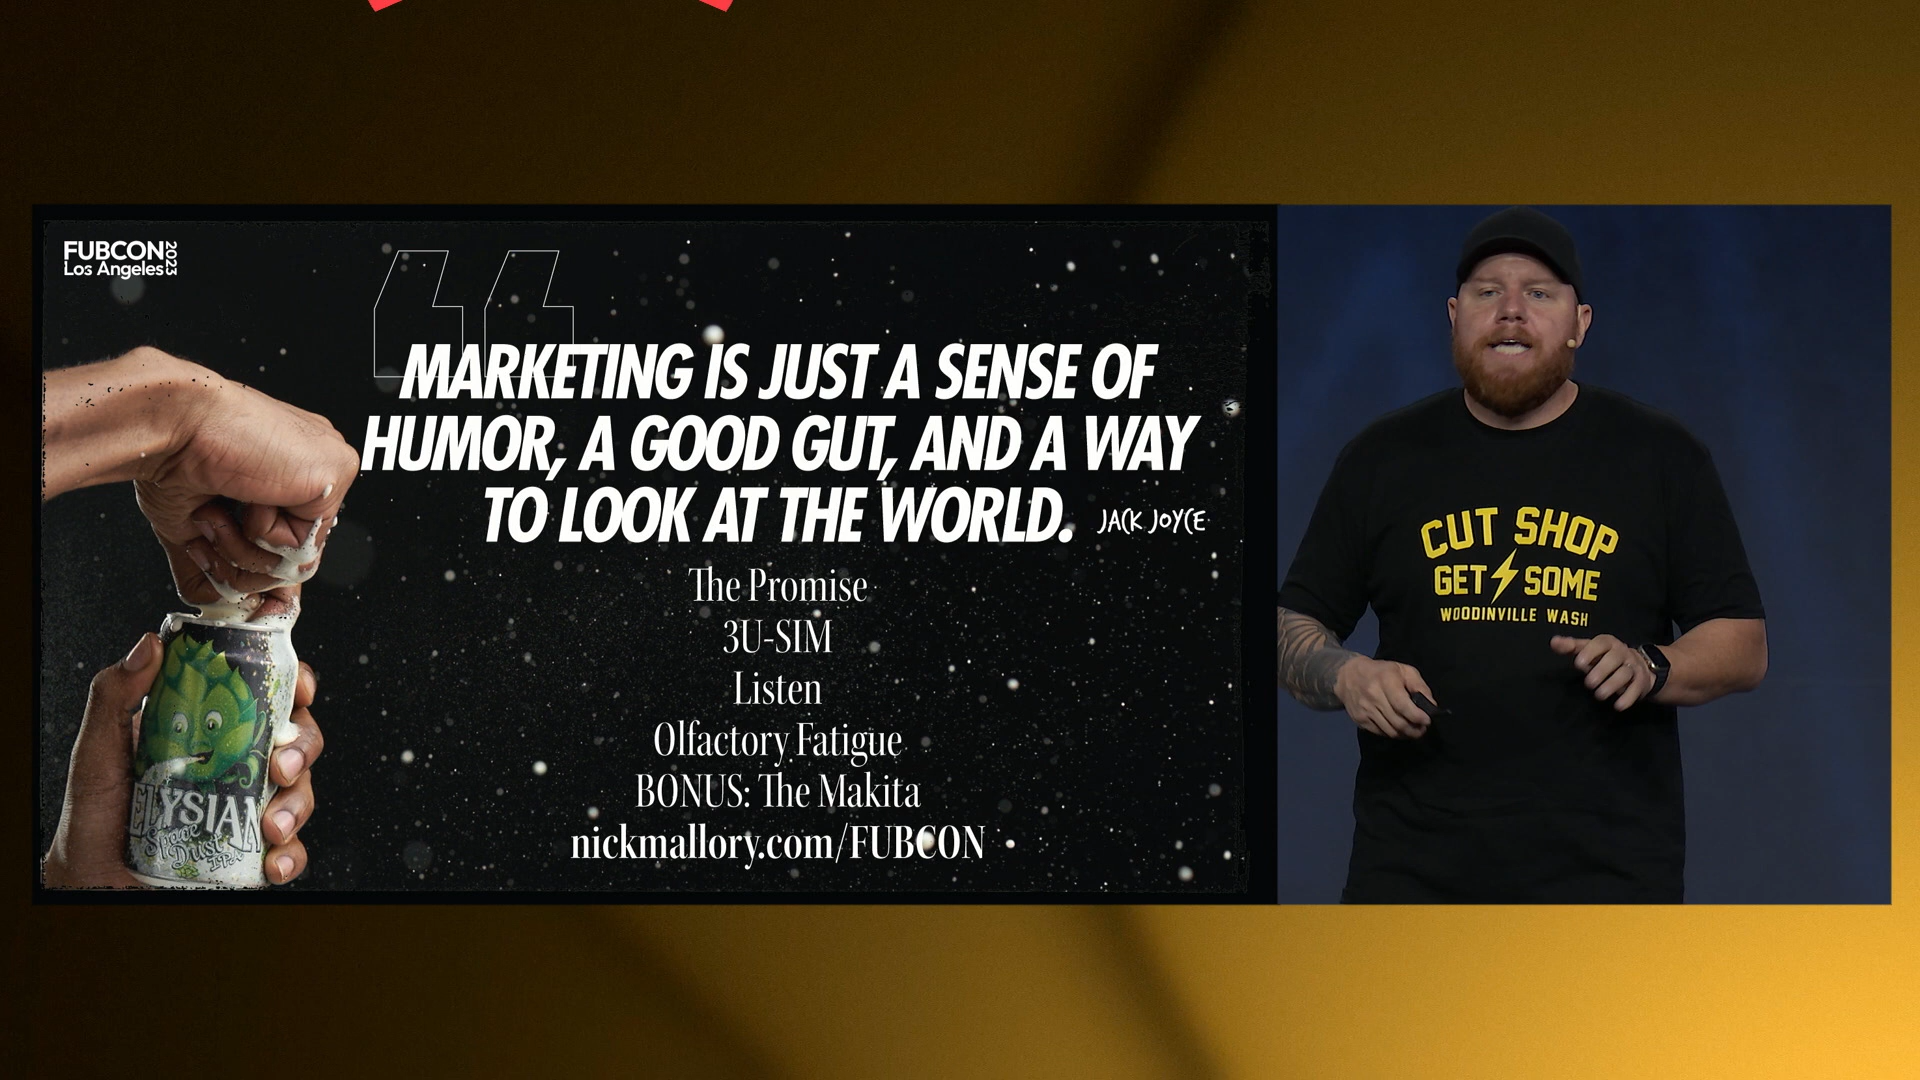 FUBCON 2023
Los Angeles
MARKETING IS JUST A SENSE OF
HUMOR, A GOOD GUT, AND A WAY
TO LOOK AT THE WORLD. JACK JOYCE
The Promise
3U-SIM
Listen
Olfactory Fatigue
BONUS: The Makita
nickmallory.com/FUBCON
ELYSIAN
Space
Dust
IPA
CUT SHOP
GET SOME
WOODINVILLE WASH